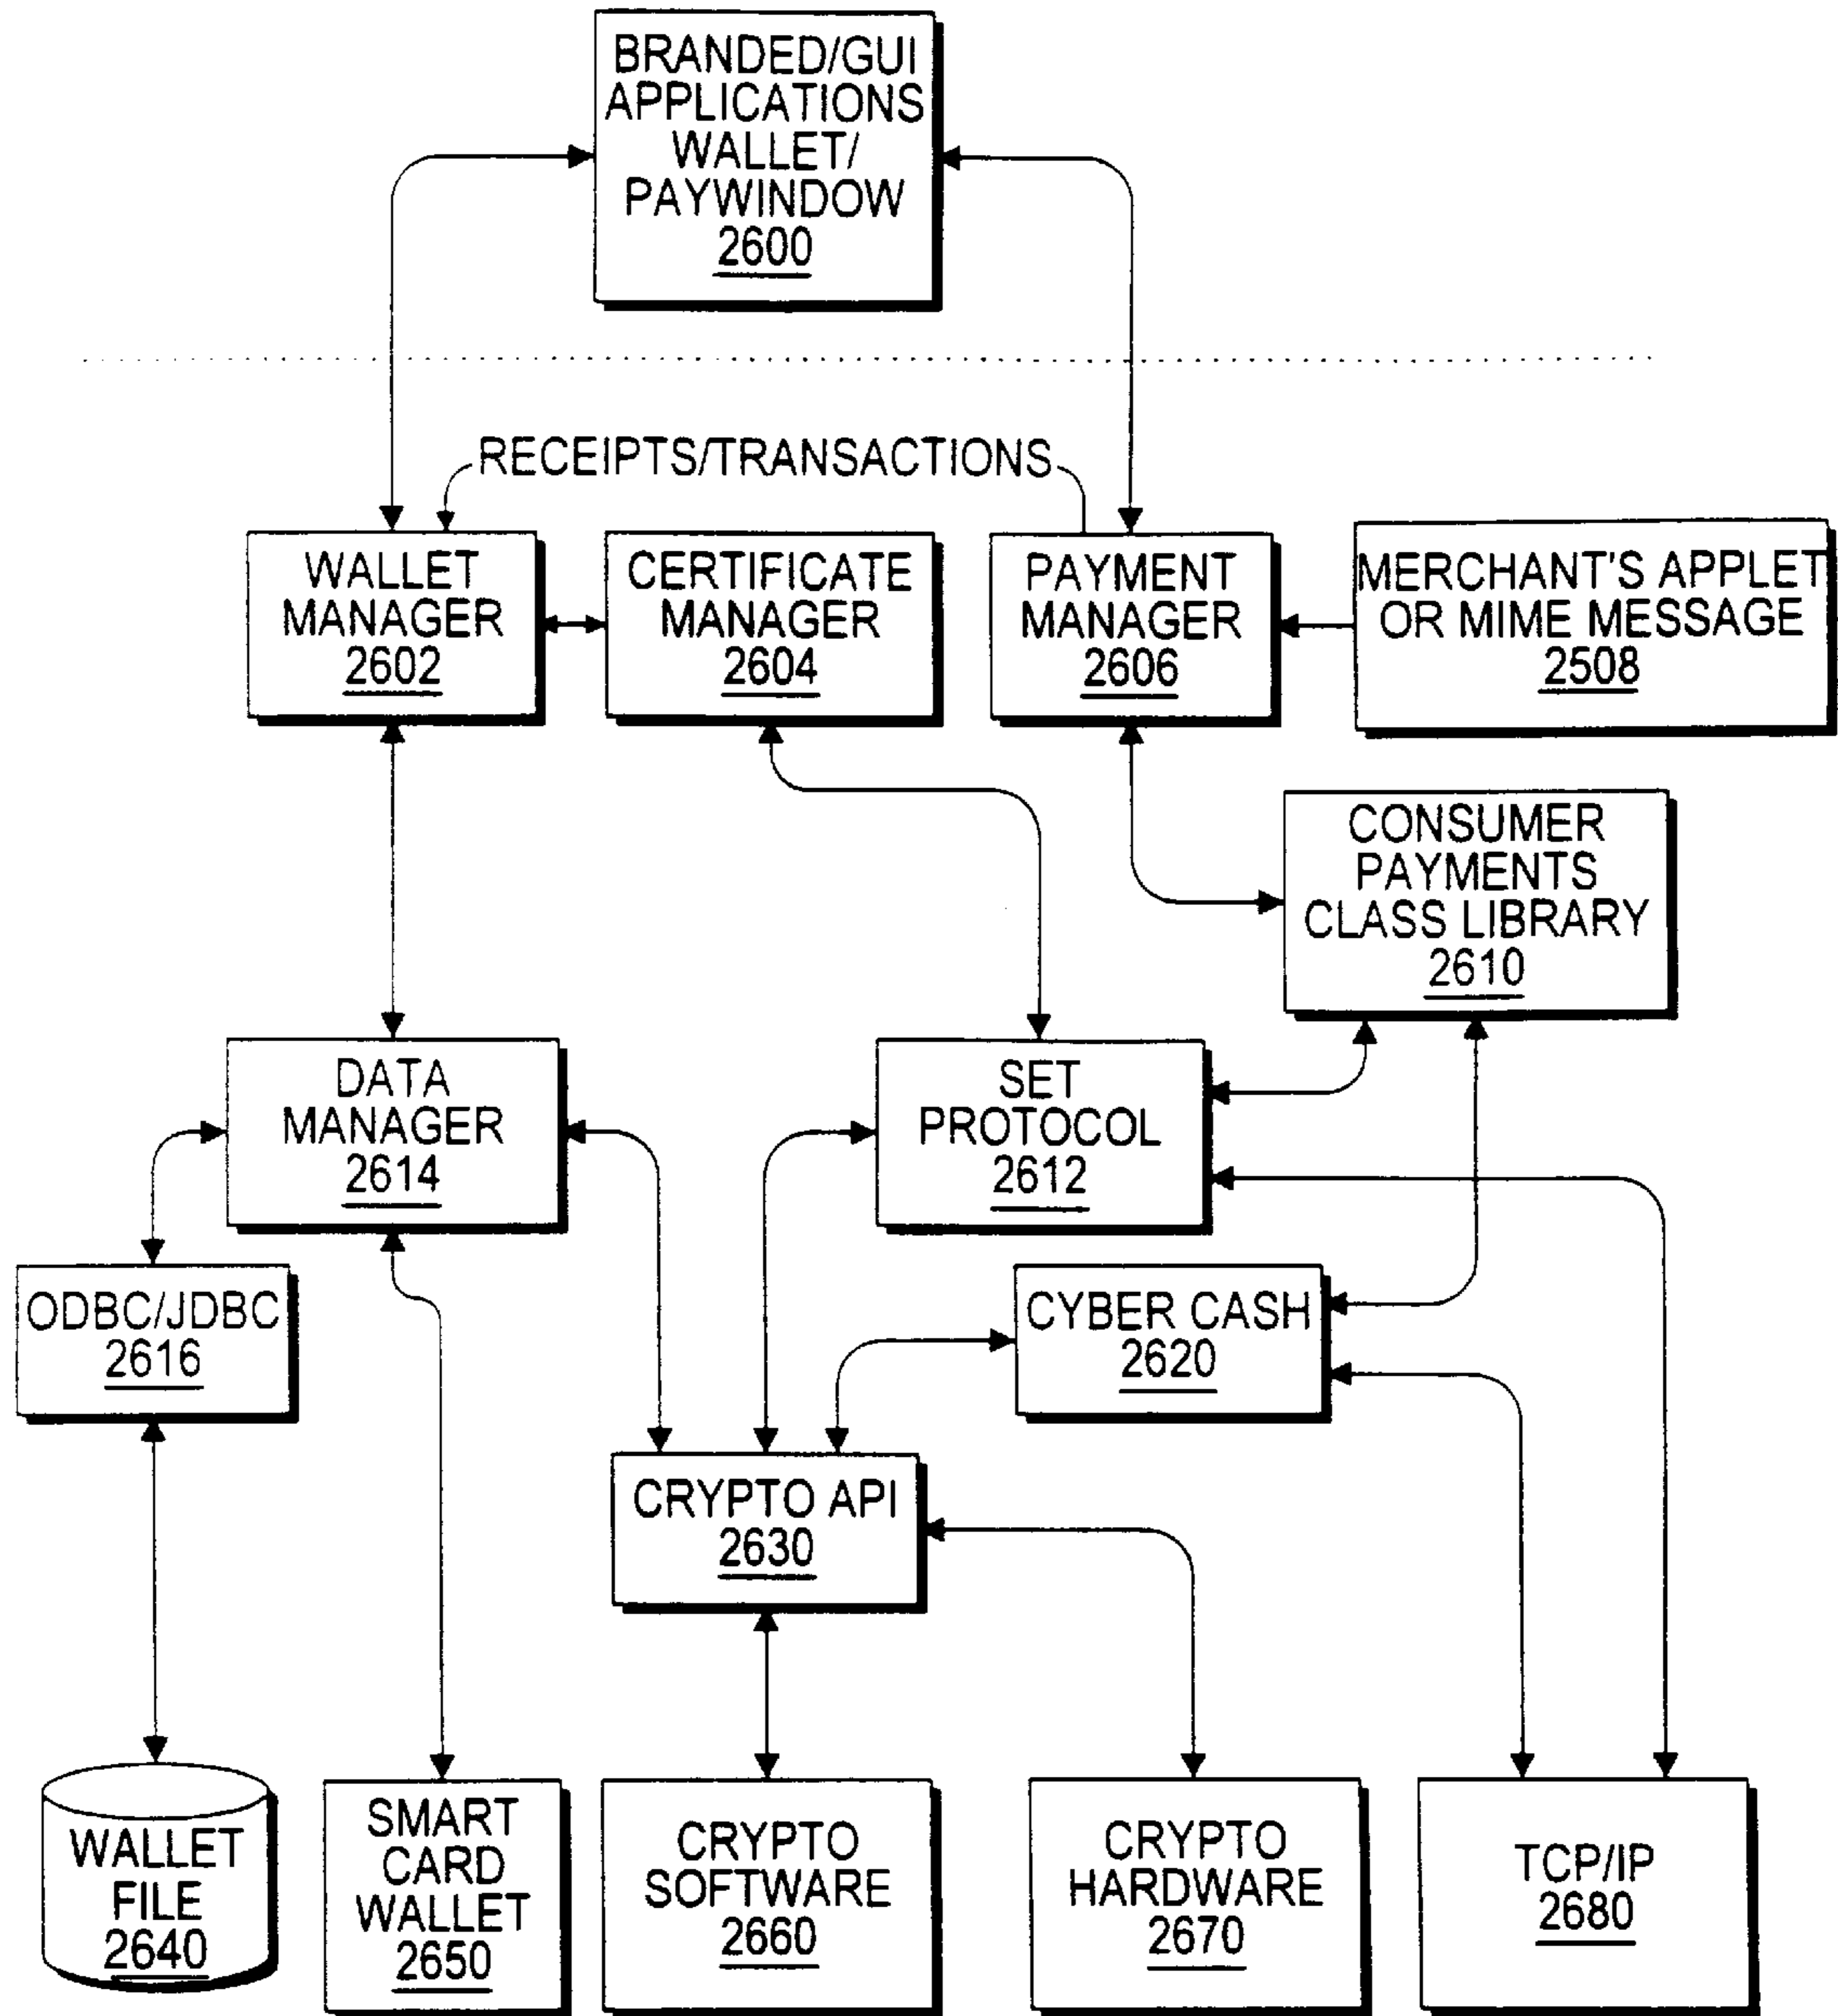 BRANDED/GUI
APPLICATIONS
WALLET/
PAYWINDOW
2600
RECEIPTS/TRANSACTIONS
WALLET
MANAGER
2602
CERTIFICATE
MANAGER
2604
PAYMENT
MANAGER
2606
MERCHANT'S APPLET
OR MIME MESSAGE
2508
CONSUMER
PAYMENTS
CLASS LIBRARY
2610
DATA
MANAGER
2614
SET
PROTOCOL
2612
ODBC/JDBC
2616
CYBER CASH
2620
CRYPTO API
2630
WALLET
FILE
2640
SMART
CARD
WALLET
2650
CRYPTO
SOFTWARE
2660
CRYPTO
HARDWARE
2670
TCP/IP
2680